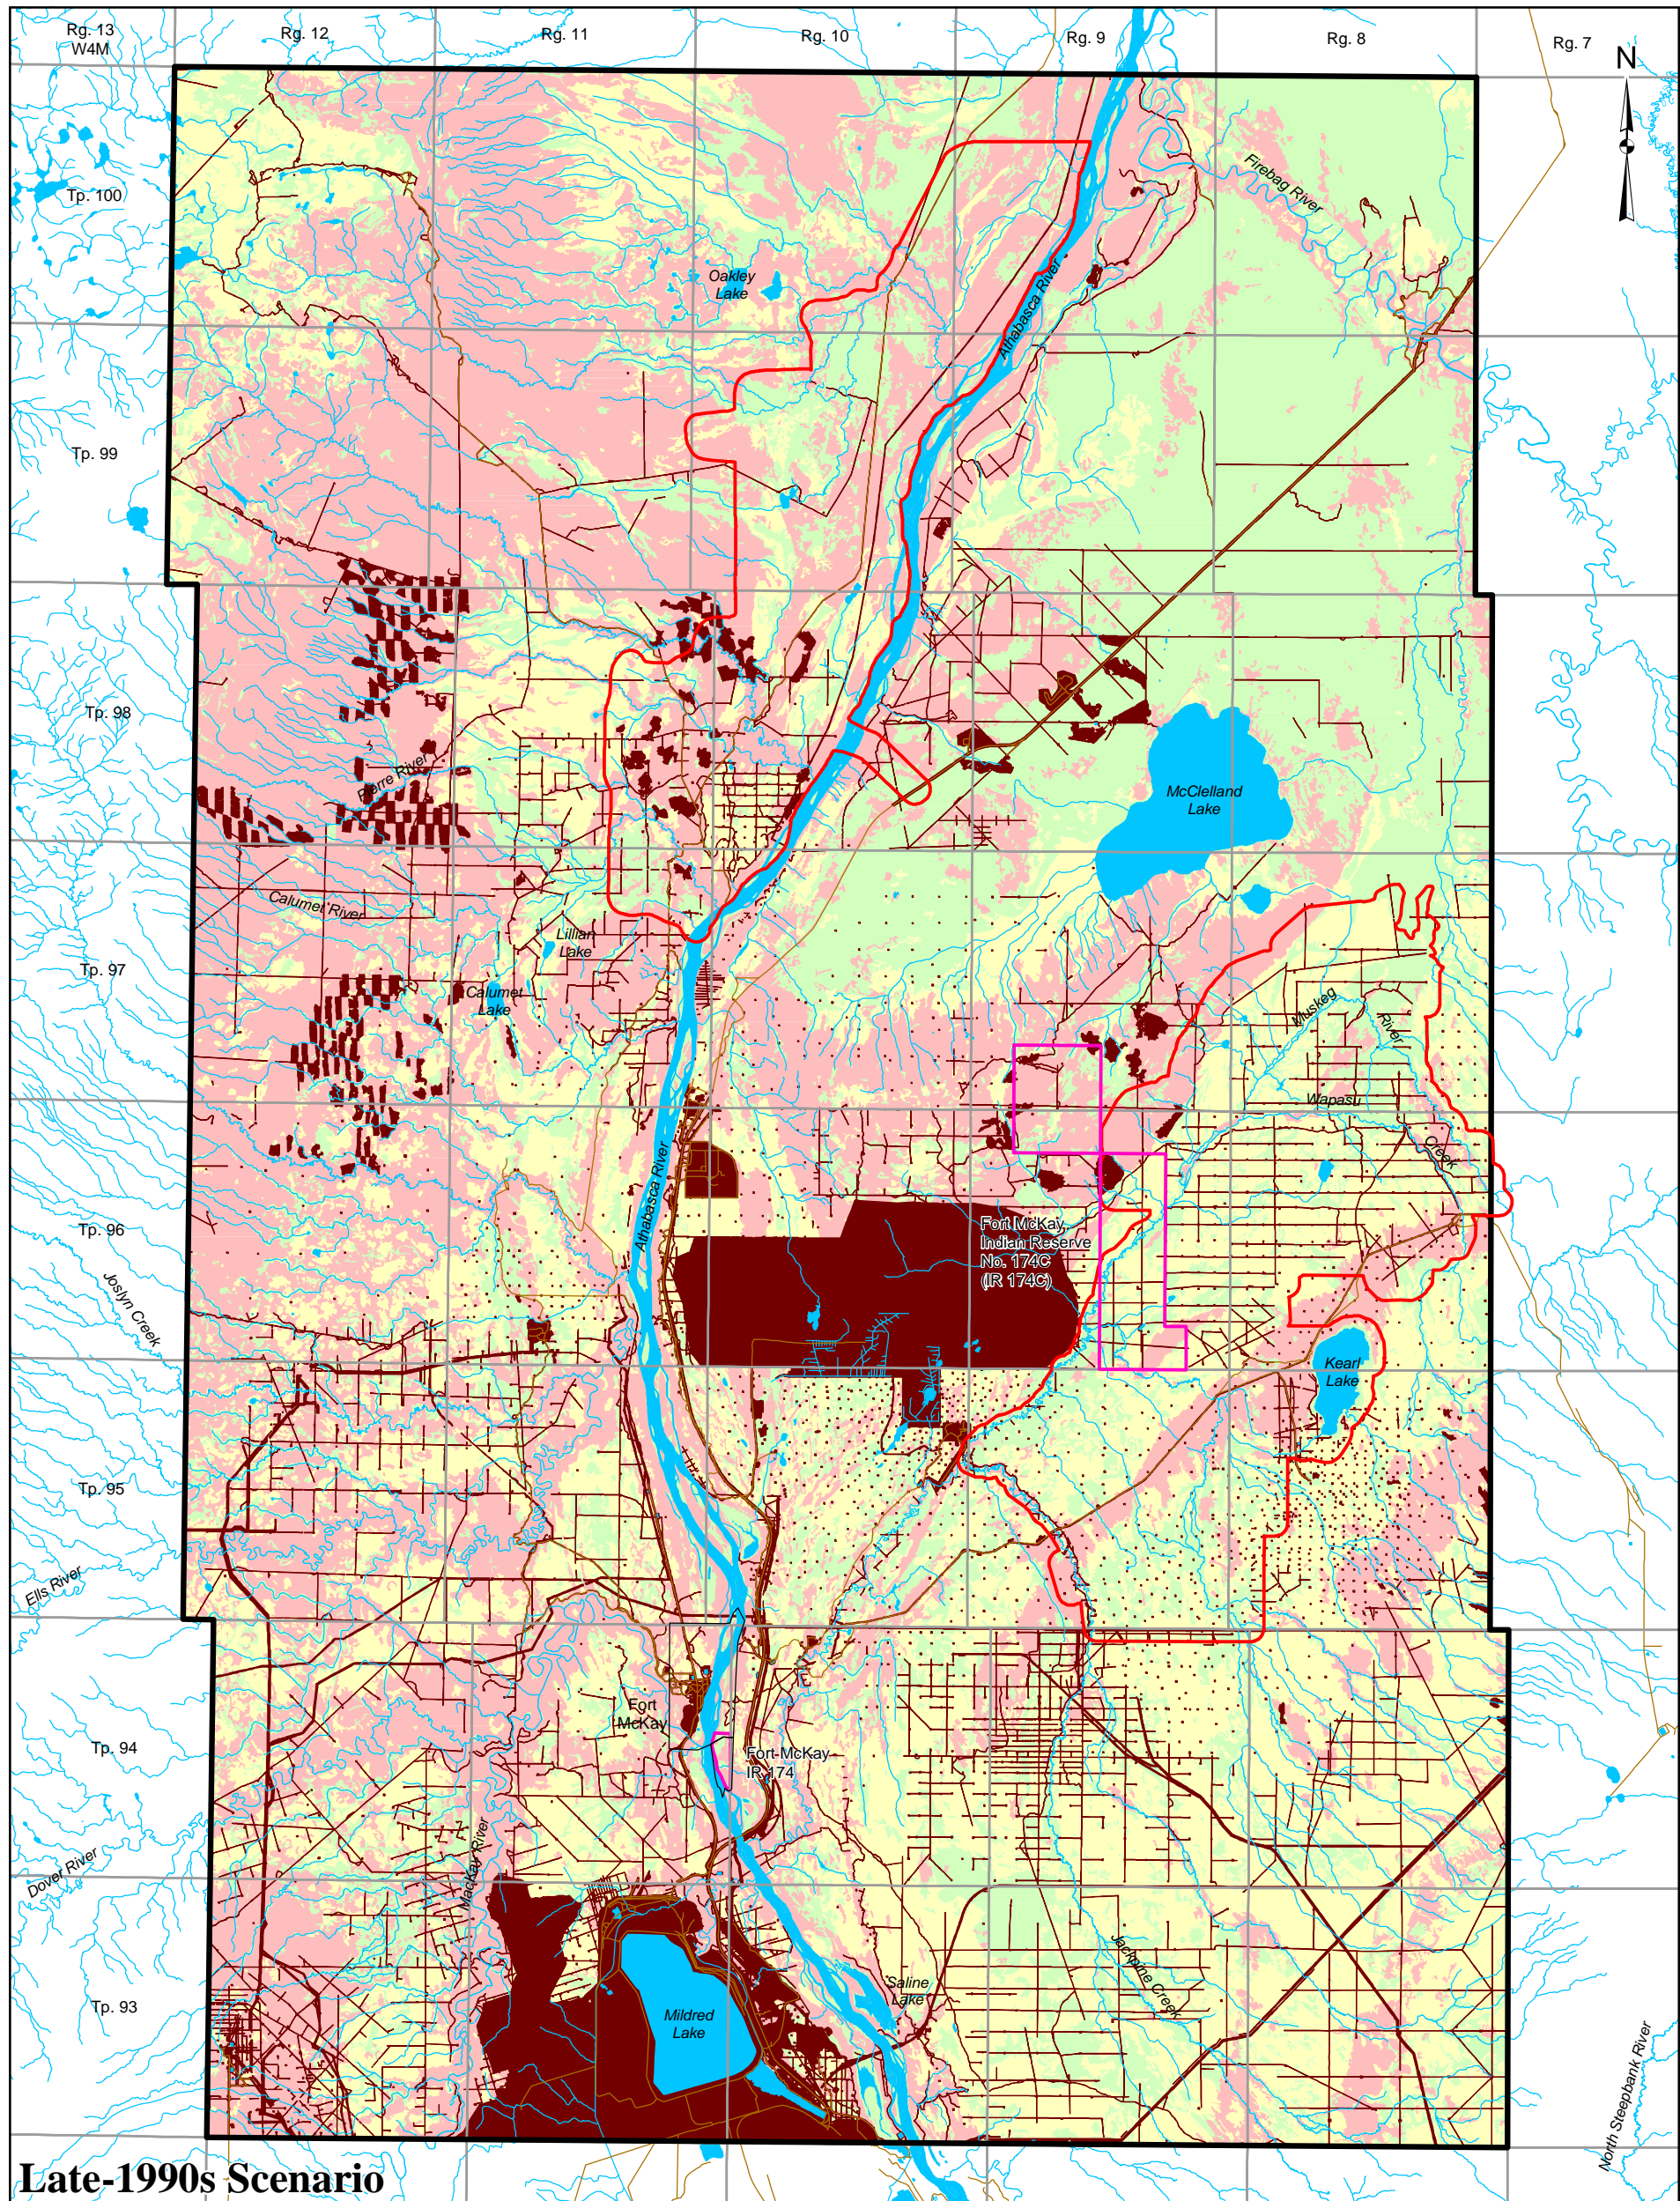 Rg. 13
W4M
Rg. 12
Rg. 11
Rg. 10
Rg. 9
Rg. 8
Rg. 7
N
Tp. 100
Firebag River
Oakley
Lake
Athabasca River
Tp. 99
Tp. 98
Pierre River
McClelland
Lake
Calumet River
Lillian
Lake
Tp. 97
Calumet
Lake
Muskeg
River
Wapasu
Creek
Athabasca River
Tp. 96
Fort McKay
Indian Reserve
No. 174C
(IR 174C)
Joslyn Creek
Kearl
Lake
Tp. 95
Ells River
Fort
McKay
Tp. 94
Fort McKay
IR 174
MacKay River
Dover River
Jackpine Creek
Saline
Lake
Tp. 93
Mildred
Lake
North Steepbank River
Late-1990s Scenario